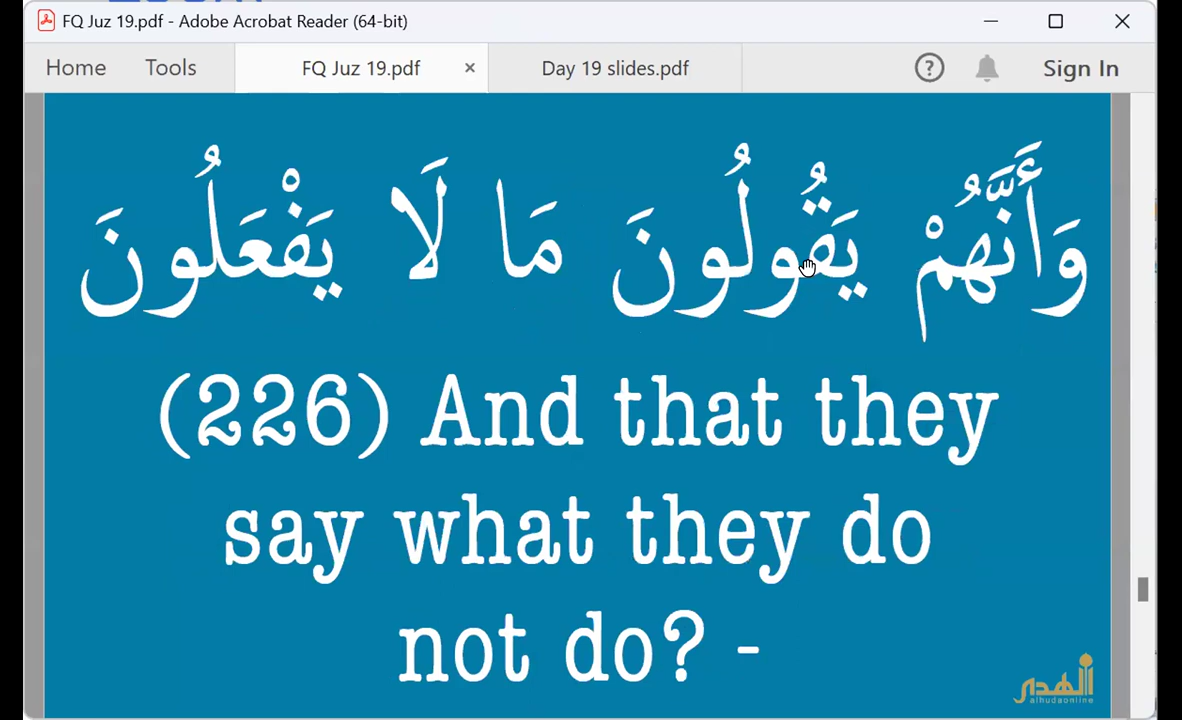 FQ Juz 19.pdf - Adobe Acrobat Reader (64-bit)
Home Tools FQ Juz 19.pdf × Day 19 slides.pdf ? Sign In
وَأَنَّهُمْ يَقُولُونَ مَا لَا يَفْعَلُونَ
(226) And that they
say what they do
not do? -
الهدى
alhudaonline